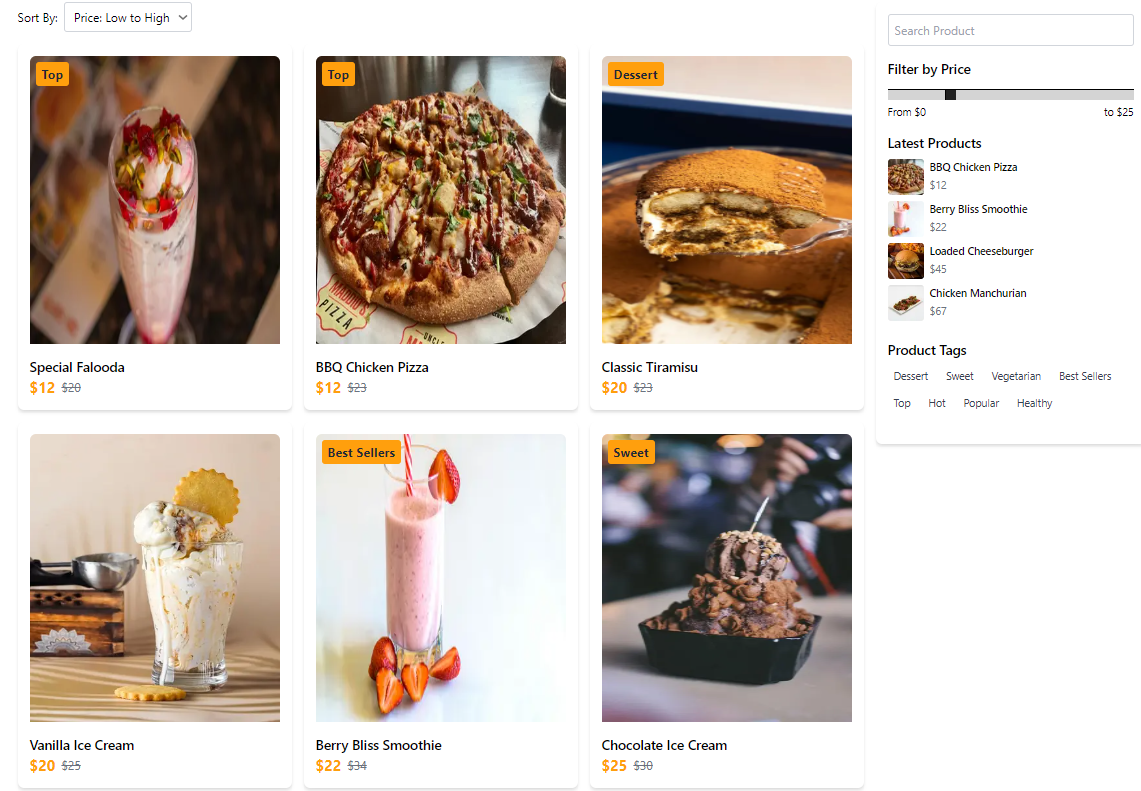 Sort By: Price: Low to High
Top
Special Falooda
$12 $20
Top
PIZZA
UNCLE
BBQ Chicken Pizza
$12 $23
Dessert
Classic Tiramisu
$20 $23
Vanilla Ice Cream
$20 $25
Best Sellers
Berry Bliss Smoothie
$22 $34
Sweet
Chocolate Ice Cream
$25 $30
Search Product
Filter by Price
From $0 to $25
Latest Products
BBQ Chicken Pizza
$12
Berry Bliss Smoothie
$22
Loaded Cheeseburger
$45
Chicken Manchurian
$67
Product Tags
Dessert Sweet Vegetarian Best Sellers
Top Hot Popular Healthy